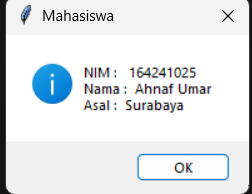 Mahasiswa
NIM :   164241025
Nama :  Ahnaf Umar
Asal :  Surabaya
OK